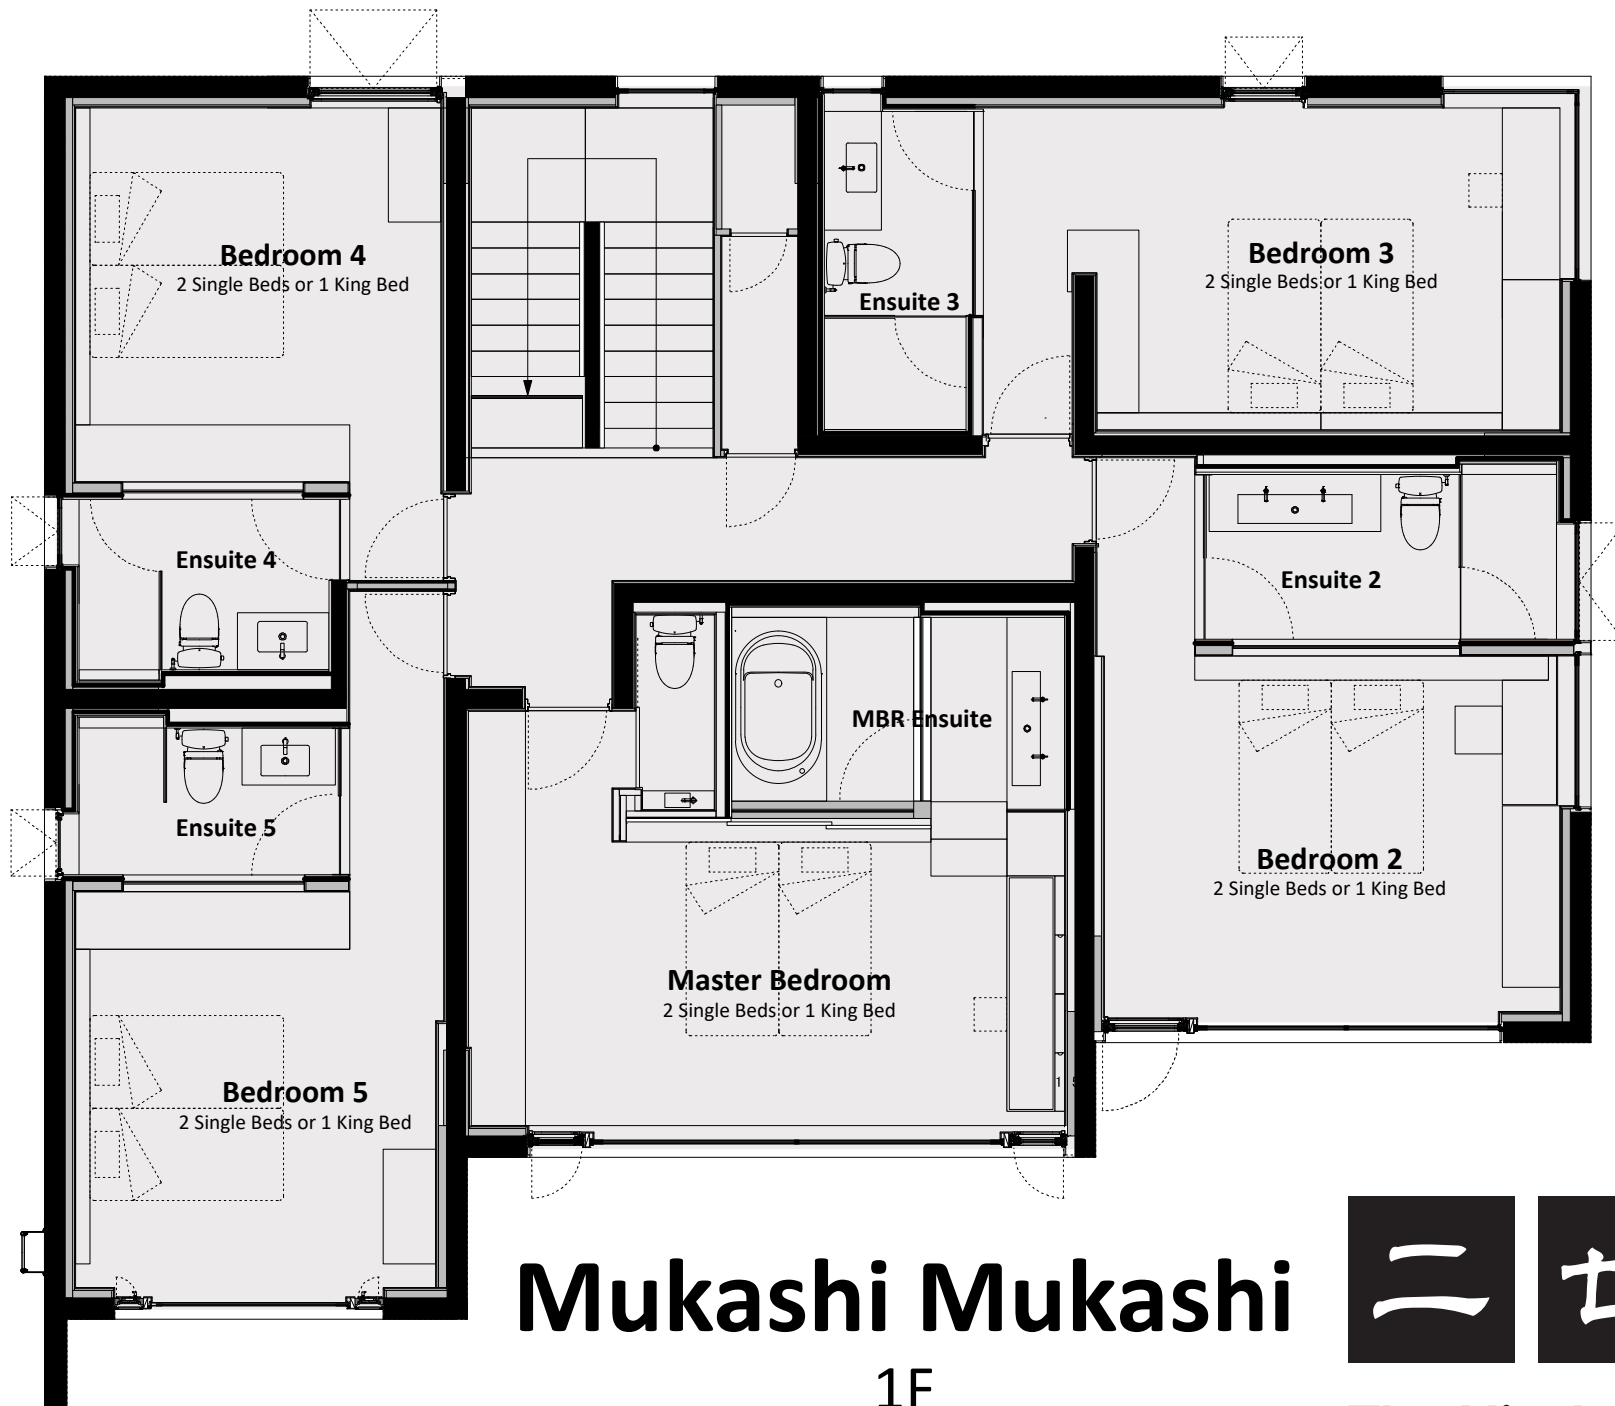 Bedroom 4
2 Single Beds or 1 King Bed
Bedroom 3
2 Single Beds or 1 King Bed
Ensuite 3
Ensuite 4
Ensuite 2
MBR Ensuite
Ensuite 5
Bedroom 2
2 Single Beds or 1 King Bed
Master Bedroom
2 Single Beds or 1 King Bed
Bedroom 5
2 Single Beds or 1 King Bed
Mukashi Mukashi
二
1F